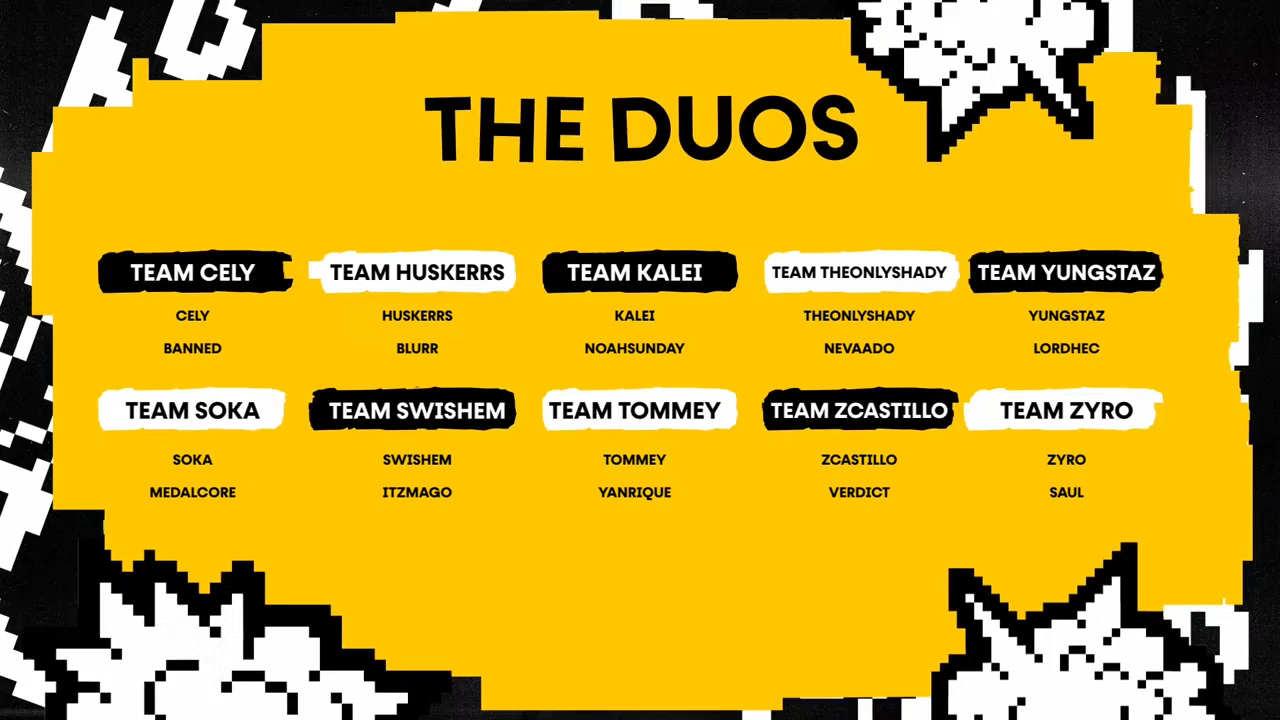 THE DUOS
TEAM CELY
CELY
BANNED
TEAM HUSKERRS
HUSKERRS
BLURR
TEAM KALEI
KALEI
NOAHSUNDAY
TEAM THEONLYSHADY
THEONLYSHADY
NEVAADO
TEAM YUNGSTAZ
YUNGSTAZ
LORDHEC
TEAM SOKA
SOKA
MEDALCORE
TEAM SWISHEM
SWISHEM
ITZMAGO
TEAM TOMMEY
TOMMEY
YANRIQUE
TEAM ZCASTILLO
ZCASTILLO
VERDICT
TEAM ZYRO
ZYRO
SAUL